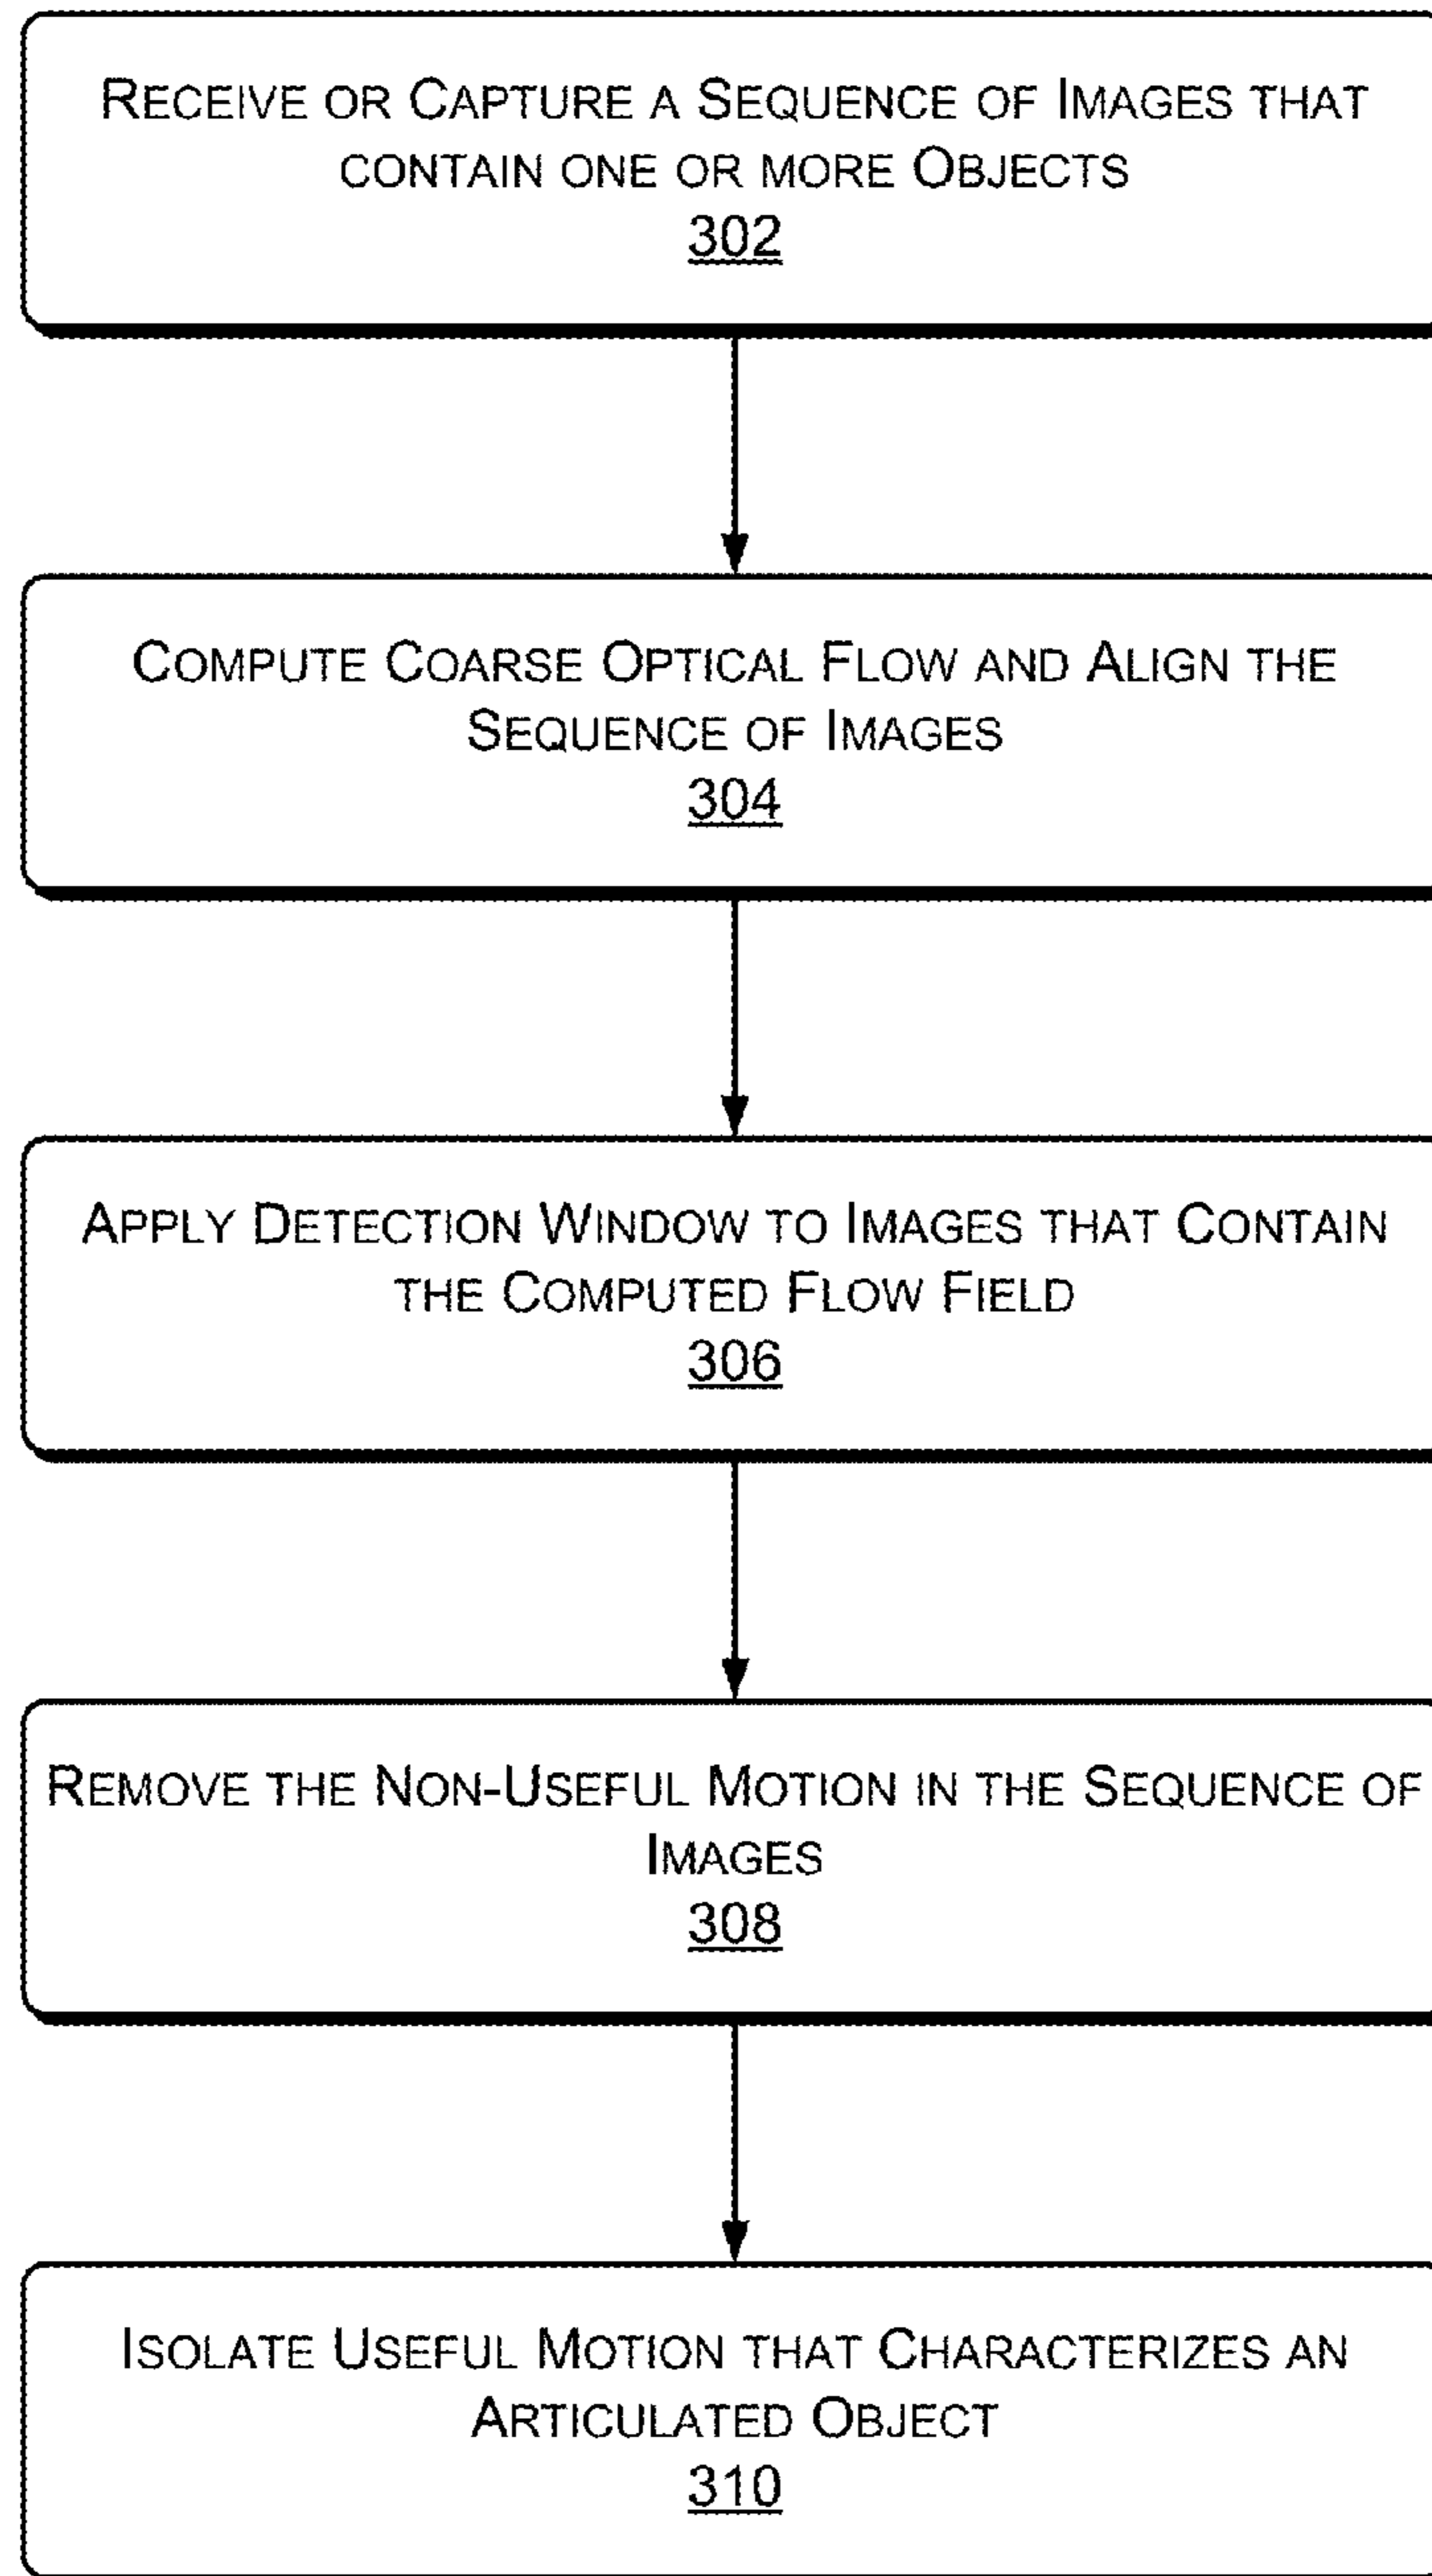 RECEIVE OR CAPTURE A SEQUENCE OF IMAGES THAT
CONTAIN ONE OR MORE OBJECTS
302
COMPUTE COARSE OPTICAL FLOW AND ALIGN THE
SEQUENCE OF IMAGES
304
APPLY DETECTION WINDOW TO IMAGES THAT CONTAIN
THE COMPUTED FLOW FIELD
306
REMOVE THE NON-USEFUL MOTION IN THE SEQUENCE OF
IMAGES
308
ISOLATE USEFUL MOTION THAT CHARACTERIZES AN
ARTICULATED OBJECT
310